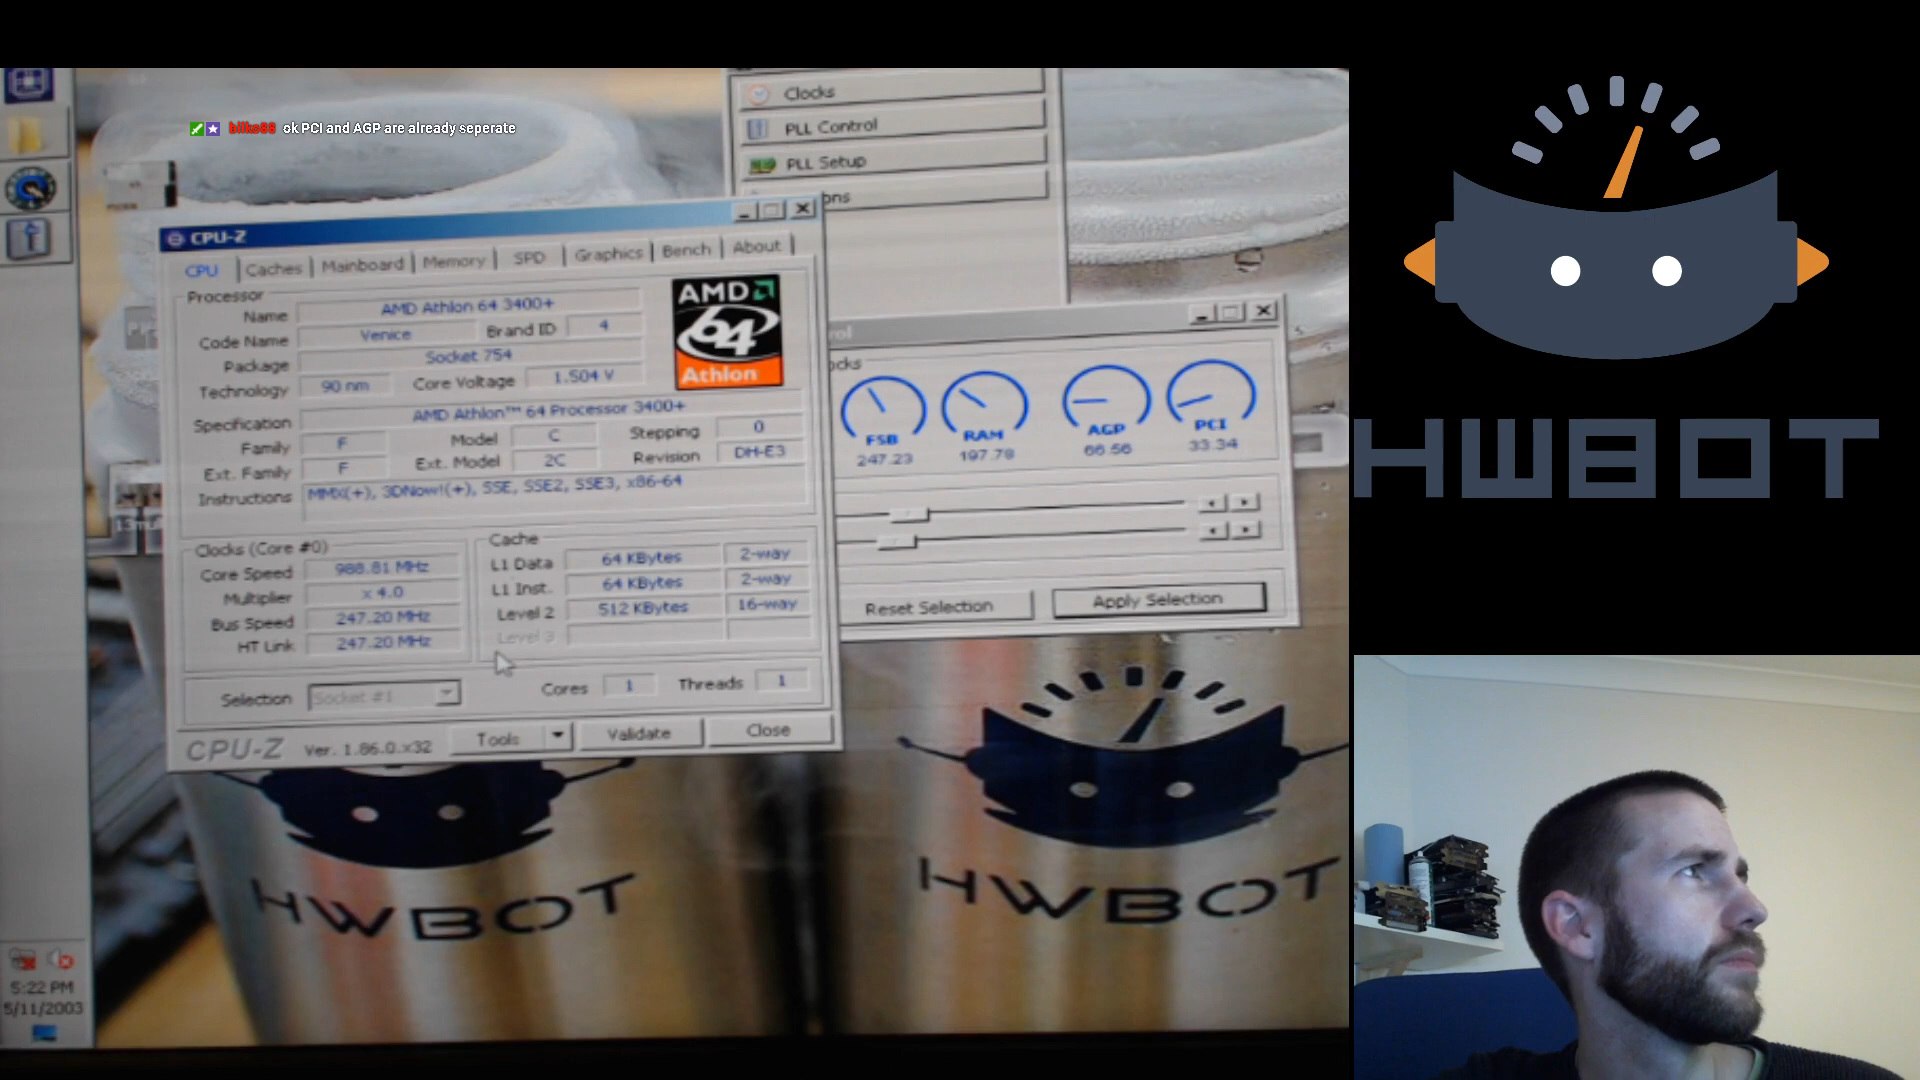 Clocks
PLL Control
PLL Setup
bilko88 ok PCI and AGP are already seperate
CPU-Z
CPU Caches Mainboard Memory SPD Graphics Bench About
Processor
Name AMD Athlon 64 3400+
Code Name Venice Brand ID 4
Package Socket 754
Technology 90 nm Core Voltage 1.504 V
Specification AMD Athlon™ 64 Processor 3400+
Family F Model C Stepping 0
Ext. Family F Ext. Model 2C Revision DH-E3
Instructions MMX(+), 3DNow!(+), SSE, SSE2, SSE3, x86-64
AMD
64
Athlon
Clocks (Core #0)
Core Speed 988.81 MHz
Multiplier x 4.0
Bus Speed 247.20 MHz
HT Link 247.20 MHz
Cache
L1 Data 64 KBytes 2-way
L1 Inst. 64 KBytes 2-way
Level 2 512 KBytes 16-way
Level 3
Selection Socket #1 Cores 1 Threads 1
CPU-Z Ver. 1.86.0.x32 Tools Validate Close
FSB RAM AGP PCI
247.23 197.78 66.56 33.34
Reset Selection Apply Selection
HWBOT
HWBOT
HWBOT
5:22 PM
5/11/2003